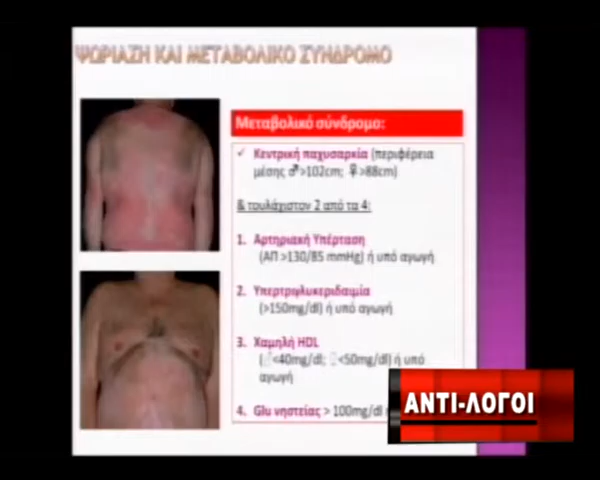 ΨΩΡΙΑΣΗ ΚΑΙ ΜΕΤΑΒΟΛΙΚΟ ΣΥΝΔΡΟΜΟ
Μεταβολικό σύνδρομο:
✓ Κεντρική παχυσαρκία (περιφέρεια
μέσης ♂>102cm; ♀>88cm)
& τουλάχιστον 2 από τα 4:
1. Αρτηριακή Υπέρταση
(ΑΠ >130/85 mmHg) ή υπό αγωγή
2. Υπερτριγλυκεριδαιμία
(>150mg/dl) ή υπό αγωγή
3. Χαμηλή HDL
(♂<40mg/dl; ♀<50mg/dl) ή υπό
αγωγή
4. Glu νηστείας > 100mg/dl
ΑΝΤΙ-ΛΟΓΟΙ